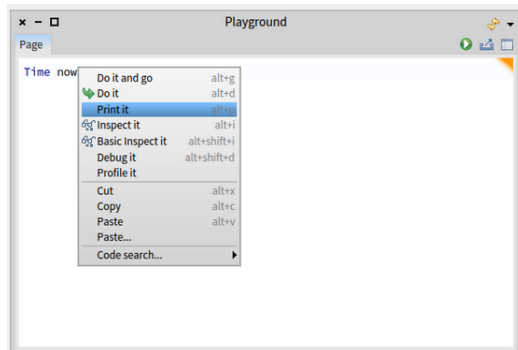 Playground
Page
Time now
Do it and go alt+g
Do it alt+d
Print it alt+p
Inspect it alt+i
Basic Inspect it alt+shift+i
Debug it alt+shift+d
Profile it
Cut alt+x
Copy alt+c
Paste alt+v
Paste...
Code search...